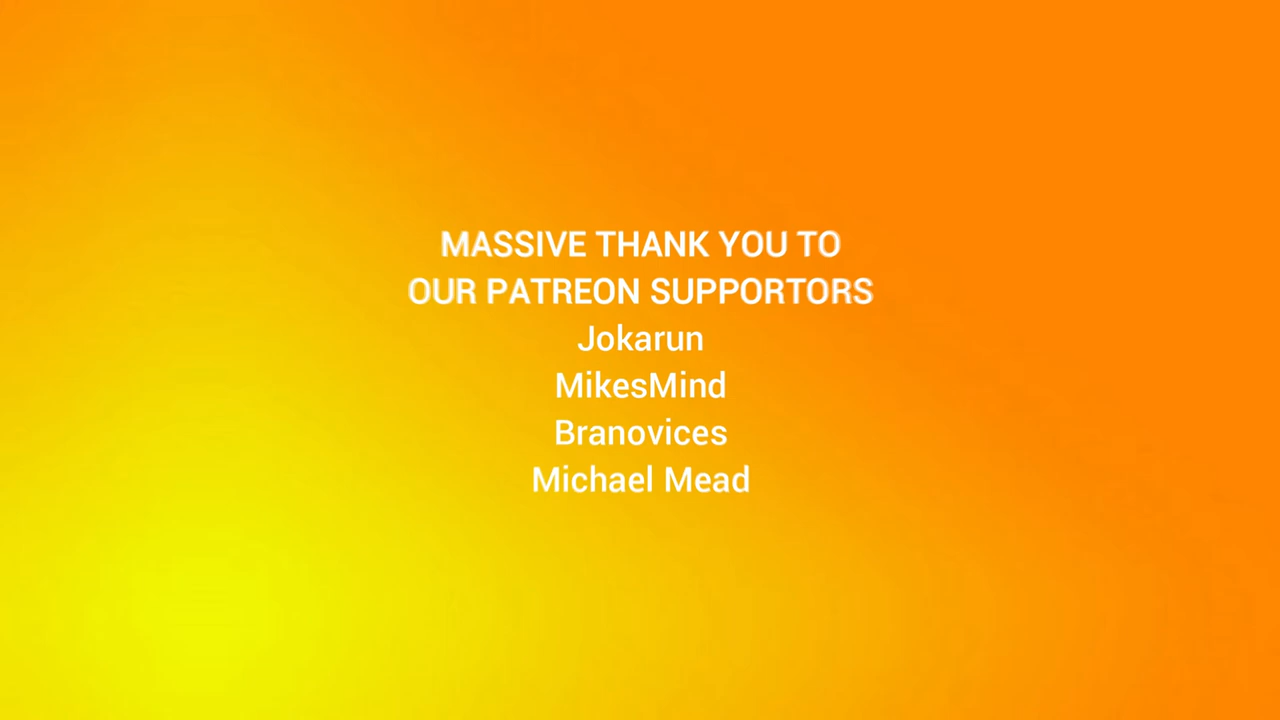 MASSIVE THANK YOU TO
OUR PATREON SUPPORTORS
Jokarun
MikesMind
Branovices
Michael Mead